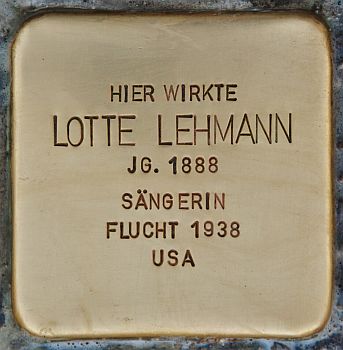 HIER WIRKTE
LOTTE LEHMANN
JG. 1888
SÄNGERIN
FLUCHT 1938
USA